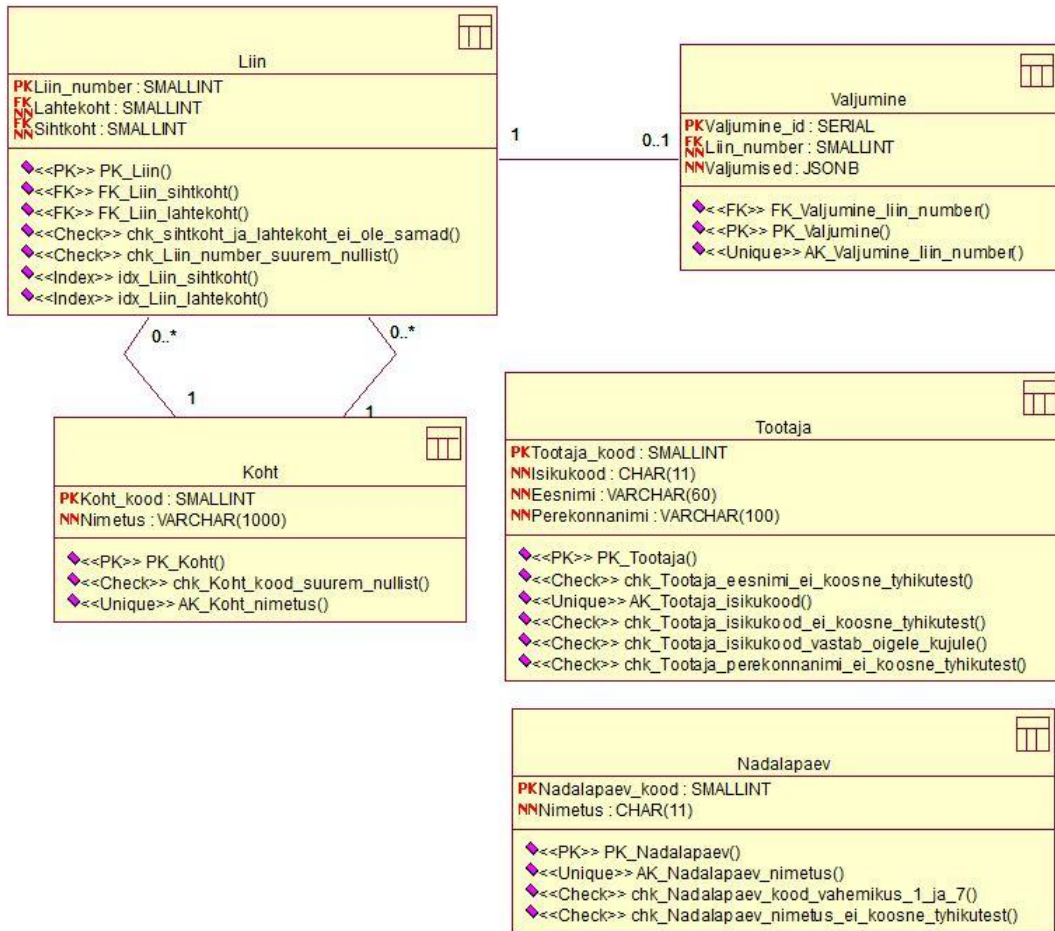 Liin
PK Liin_number : SMALLINT
FK NN Lahtekoht : SMALLINT
FK NN Sihtkoht : SMALLINT
<<PK>> PK_Liin()
<<FK>> FK_Liin_sihtkoht()
<<FK>> FK_Liin_lahtekoht()
<<Check>> chk_sihtkoht_ja_lahtekoht_ei_ole_samad()
<<Check>> chk_Liin_number_suurem_nullist()
<<Index>> idx_Liin_sihtkoht()
<<Index>> idx_Liin_lahtekoht()
1
0..1
Valjumine
PK Valjumine_id : SERIAL
FK NN Liin_number : SMALLINT
NN Valjumised : JSONB
<<FK>> FK_Valjumine_liin_number()
<<PK>> PK_Valjumine()
<<Unique>> AK_Valjumine_liin_number()
0..*
0..*
1
1
Koht
PK Koht_kood : SMALLINT
NN Nimetus : VARCHAR(1000)
<<PK>> PK_Koht()
<<Check>> chk_Koht_kood_suurem_nullist()
<<Unique>> AK_Koht_nimetus()
Tootaja
PK Tootaja_kood : SMALLINT
NN Isikukood : CHAR(11)
NN Eesnimi : VARCHAR(60)
NN Perekonnanimi : VARCHAR(100)
<<PK>> PK_Tootaja()
<<Check>> chk_Tootaja_eesnimi_ei_koosne_tyhikutest()
<<Unique>> AK_Tootaja_isikukood()
<<Check>> chk_Tootaja_isikukood_ei_koosne_tyhikutest()
<<Check>> chk_Tootaja_isikukood_vastab_oigele_kujule()
<<Check>> chk_Tootaja_perekonnanimi_ei_koosne_tyhikutest()
Nadalapaev
PK Nadalapaev_kood : SMALLINT
NN Nimetus : CHAR(11)
<<PK>> PK_Nadalapaev()
<<Unique>> AK_Nadalapaev_nimetus()
<<Check>> chk_Nadalapaev_kood_vahemikus_1_ja_7()
<<Check>> chk_Nadalapaev_nimetus_ei_koosne_tyhikutest()